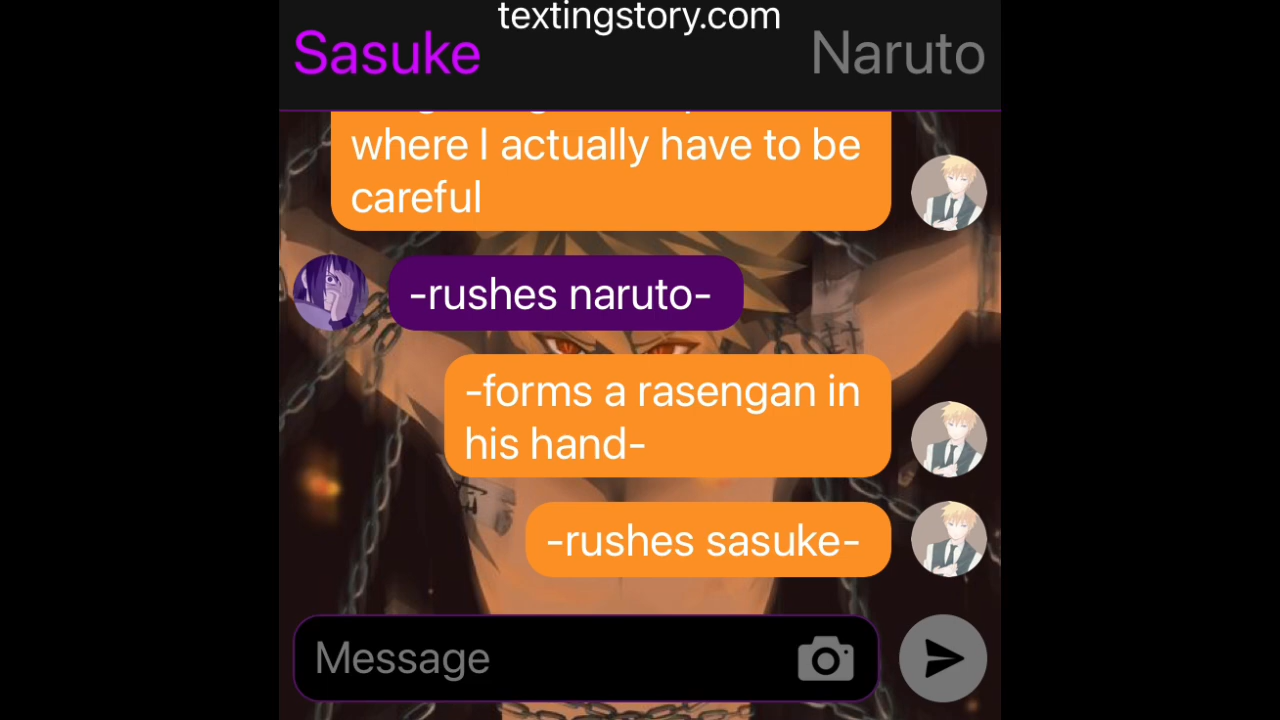 textingstory.com
Sasuke
Naruto
where I actually have to be
careful
-rushes naruto-
-forms a rasengan in
his hand-
-rushes sasuke-
Message